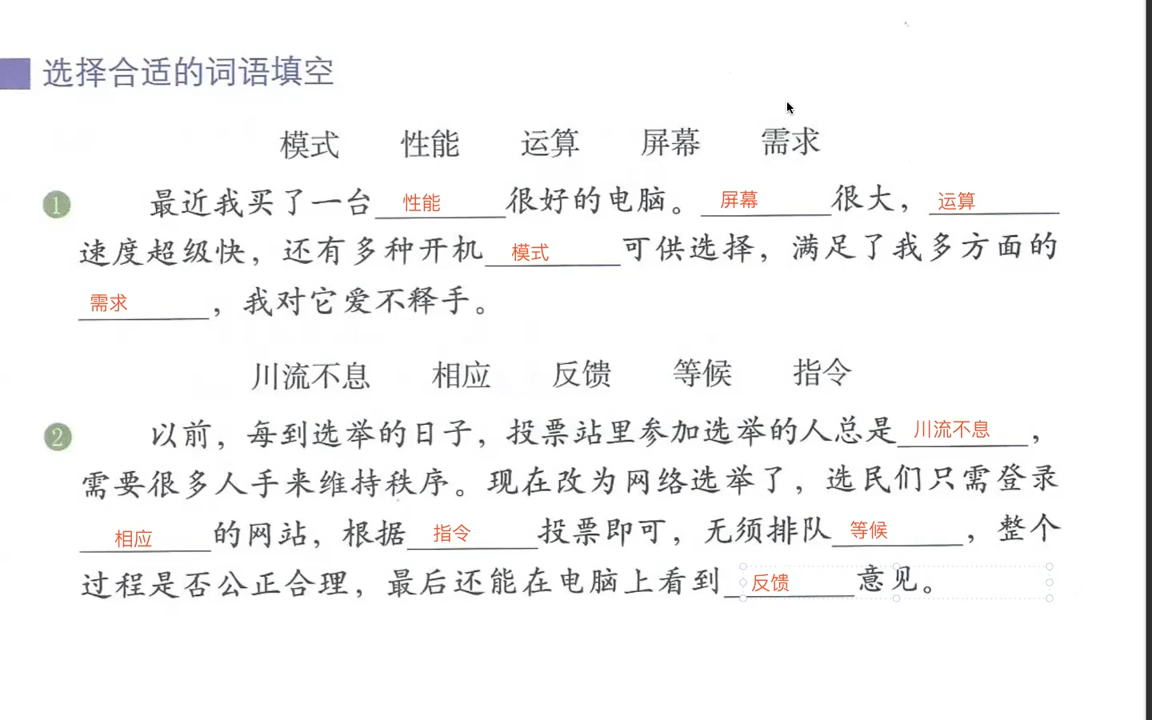 选择合适的词语填空
模式 性能 运算 屏幕 需求
1 最近我买了一台性能很好的电脑。屏幕很大，运算
速度超级快，还有多种开机模式可供选择，满足了我多方面的
需求，我对它爱不释手。
川流不息 相应 反馈 等候 指令
2 以前，每到选举的日子，投票站里参加选举的人总是川流不息，
需要很多人手来维持秩序。现在改为网络选举了，选民们只需登录
相应的网站，根据指令投票即可，无须排队等候，整个
过程是否公正合理，最后还能在电脑上看到反馈意见。